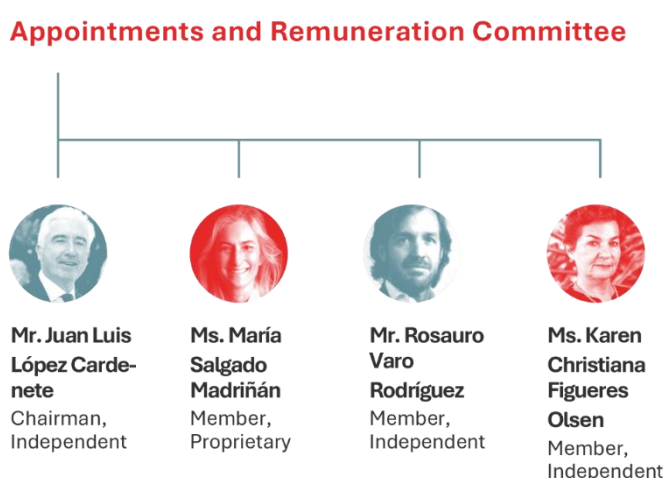 Appointments and Remuneration Committee
Mr. Juan Luis
López Carde-
nete
Chairman,
Independent
Ms. María
Salgado
Madriñán
Member,
Proprietary
Mr. Rosauro
Varo
Rodríguez
Member,
Independent
Ms. Karen
Christiana
Figueres
Olsen
Member,
Independent